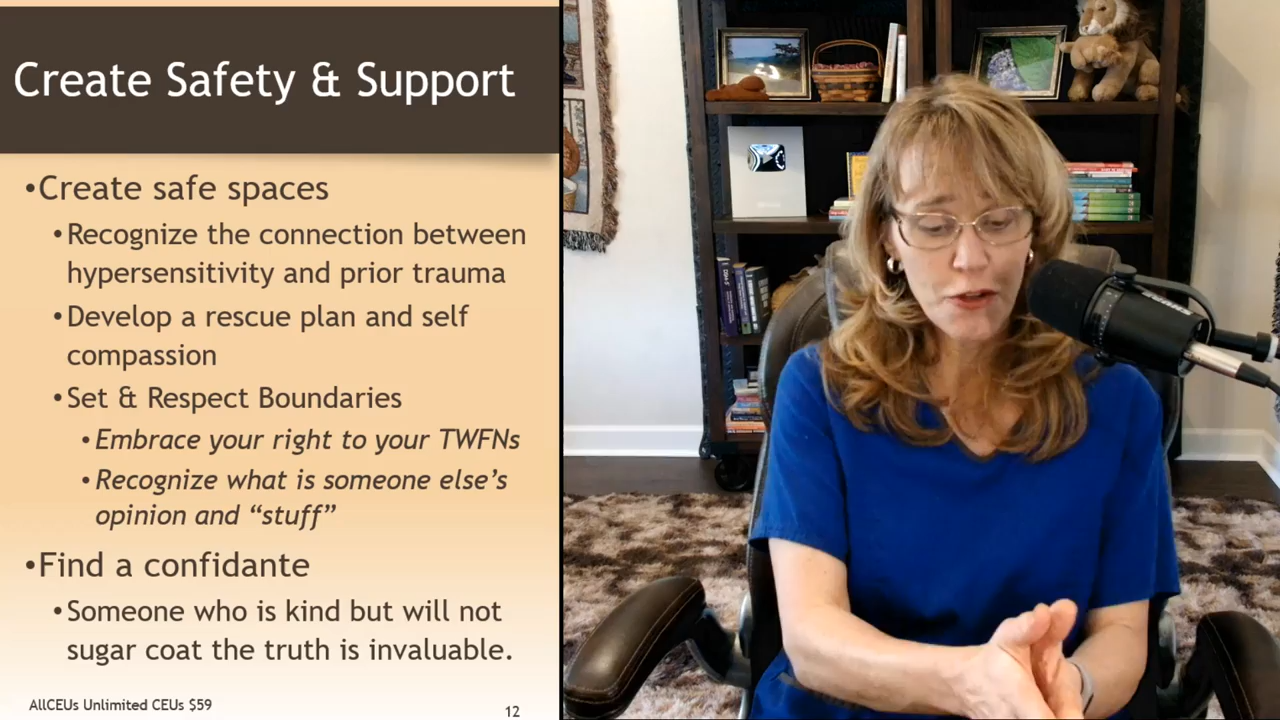 Create Safety & Support
•Create safe spaces
•Recognize the connection between
hypersensitivity and prior trauma
•Develop a rescue plan and self
compassion
•Set & Respect Boundaries
•Embrace your right to your TWFNs
•Recognize what is someone else’s
opinion and “stuff”
•Find a confidante
•Someone who is kind but will not
sugar coat the truth is invaluable.
AllCEUs Unlimited CEUs $59
12